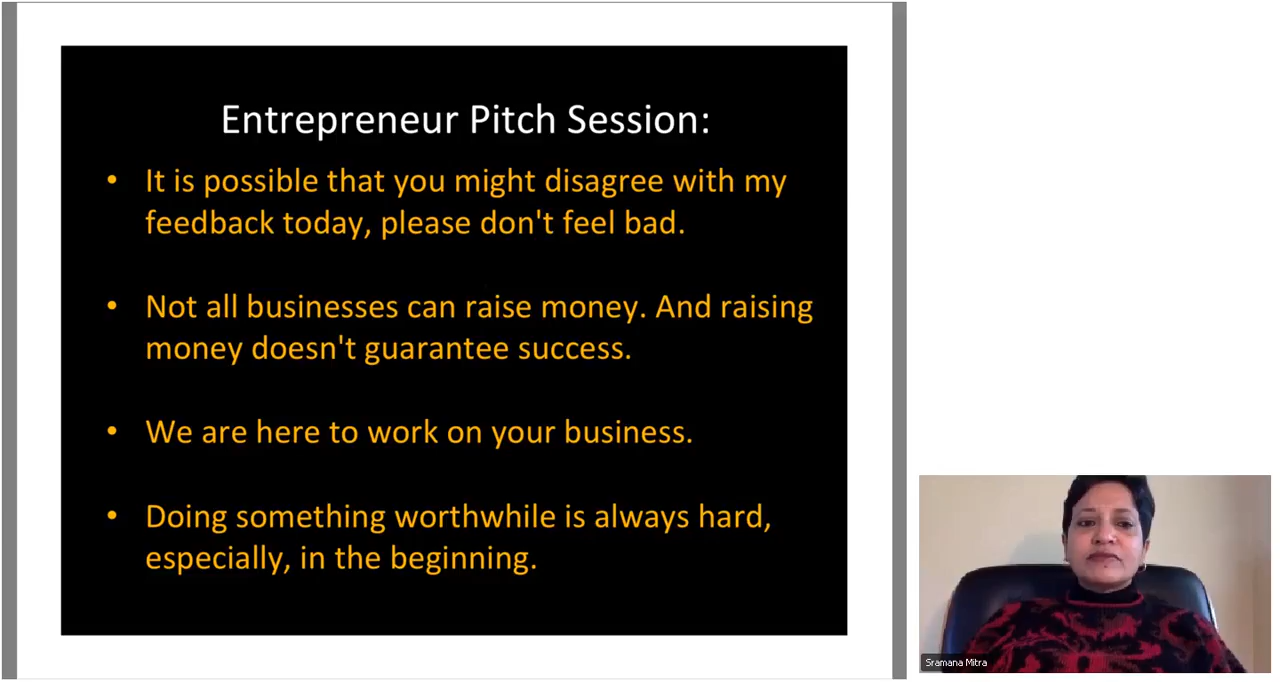 Entrepreneur Pitch Session:
• It is possible that you might disagree with my
feedback today, please don't feel bad.
• Not all businesses can raise money. And raising
money doesn't guarantee success.
• We are here to work on your business.
• Doing something worthwhile is always hard,
especially, in the beginning.
Sramana Mitra